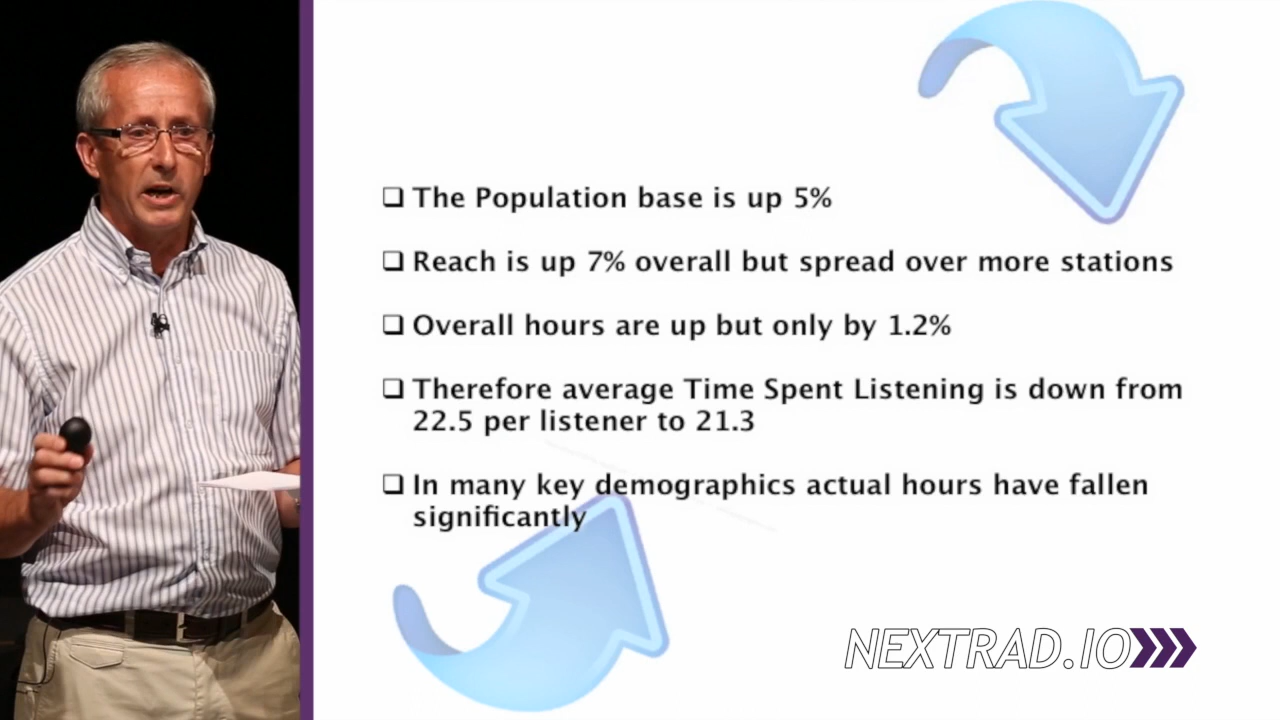 ❑ The Population base is up 5%
❑ Reach is up 7% overall but spread over more stations
❑ Overall hours are up but only by 1.2%
❑ Therefore average Time Spent Listening is down from
22.5 per listener to 21.3
❑ In many key demographics actual hours have fallen
significantly
NEXTRAD.IO